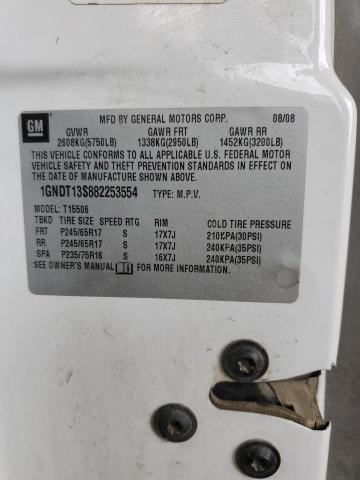 GM
MFD BY GENERAL MOTORS CORP. 08/08
GVWR GAWR FRT GAWR RR
2608KG(5750LB) 1338KG(2950LB) 1452KG(3200LB)
THIS VEHICLE CONFORMS TO ALL APPLICABLE U.S. FEDERAL MOTOR
VEHICLE SAFETY AND THEFT PREVENTION STANDARDS IN EFFECT ON
THE DATE OF MANUFACTURE SHOWN ABOVE.
1GNDT13S882253554 TYPE: M.P.V.
MODEL: T15506
TBKD TIRE SIZE SPEED RTG RIM COLD TIRE PRESSURE
FRT P245/65R17 S 17X7J 210KPA(30PSI)
RR P245/65R17 S 17X7J 240KPA(35PSI)
SPA P235/75R16 S 16X7J 240KPA(35PSI)
SEE OWNER'S MANUAL FOR MORE INFORMATION.